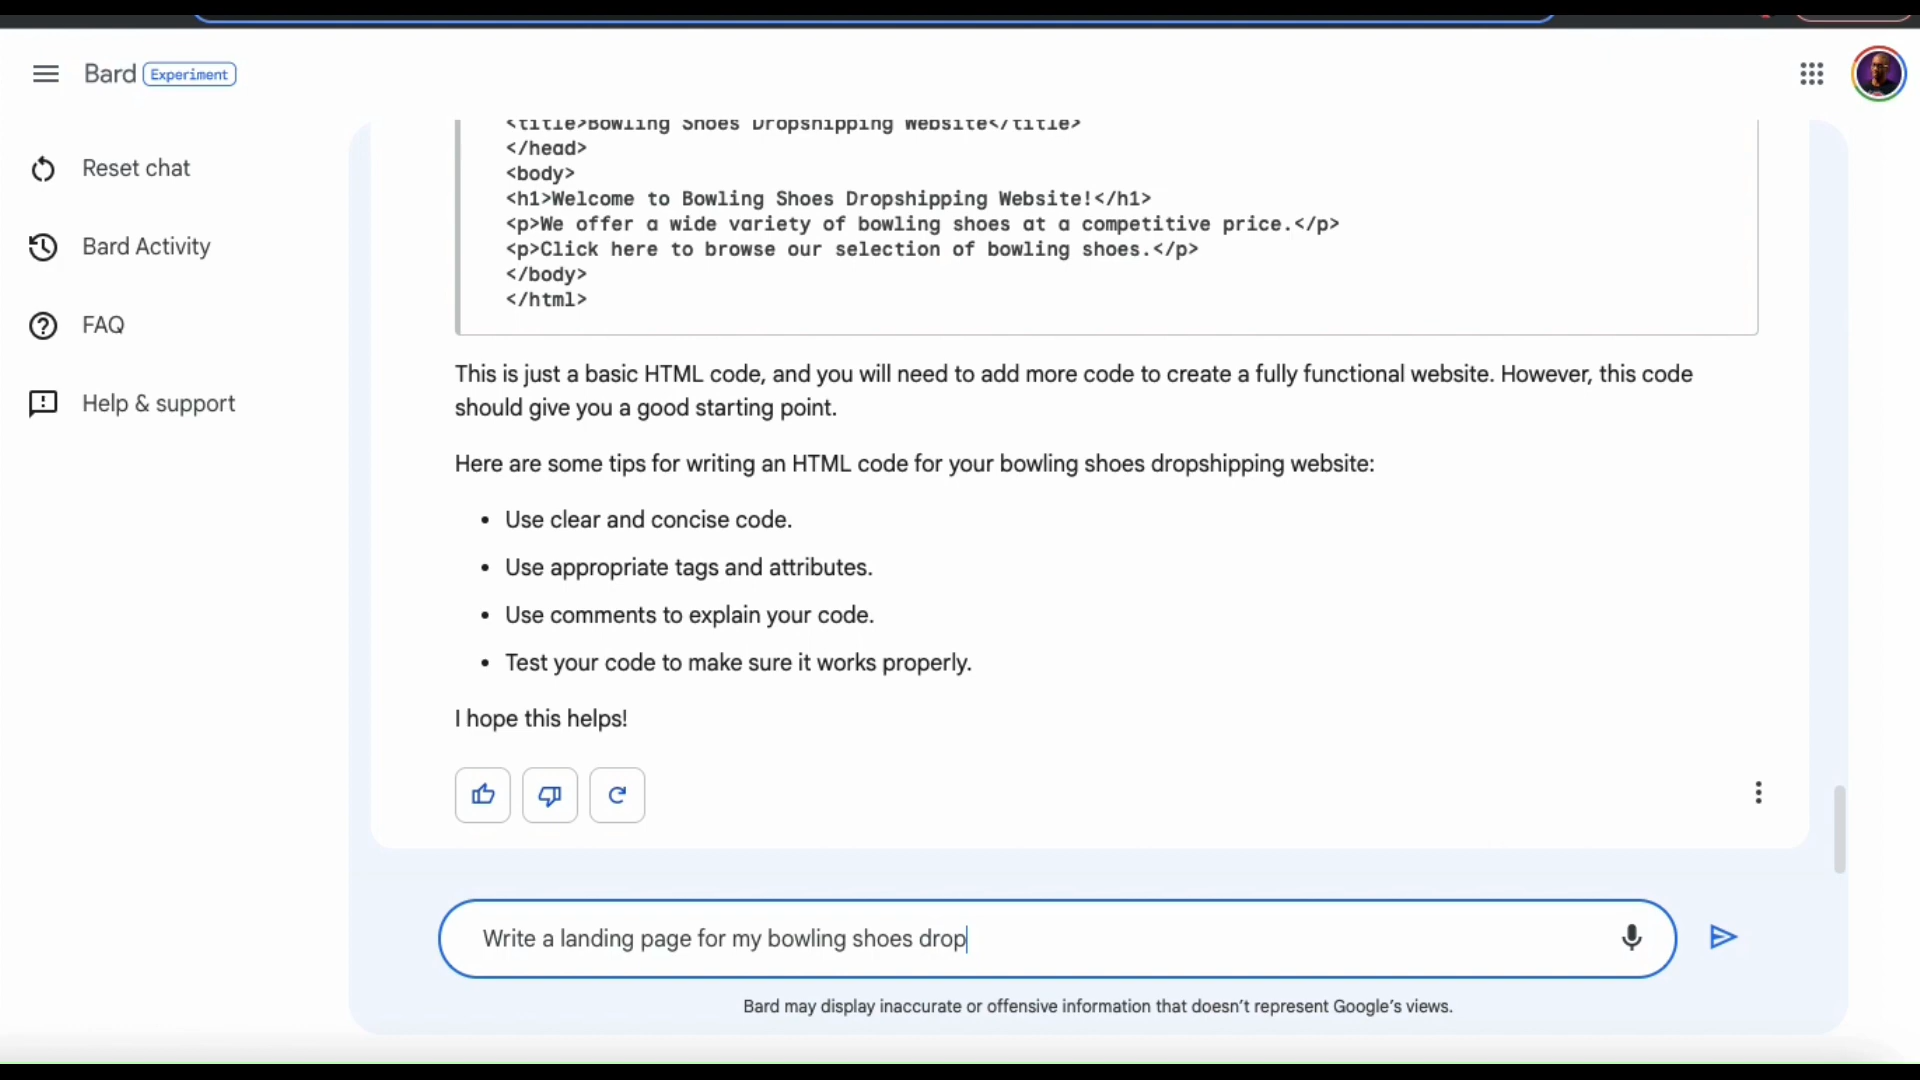 Bard Experiment
Reset chat
Bard Activity
FAQ
Help & support
<title>Bowling Shoes Dropshipping Website</title>
</head>
<body>
<h1>Welcome to Bowling Shoes Dropshipping Website!</h1>
<p>We offer a wide variety of bowling shoes at a competitive price.</p>
<p>Click here to browse our selection of bowling shoes.</p>
</body>
</html>
This is just a basic HTML code, and you will need to add more code to create a fully functional website. However, this code
should give you a good starting point.
Here are some tips for writing an HTML code for your bowling shoes dropshipping website:
• Use clear and concise code.
• Use appropriate tags and attributes.
• Use comments to explain your code.
• Test your code to make sure it works properly.
I hope this helps!
Write a landing page for my bowling shoes drop
Bard may display inaccurate or offensive information that doesn't represent Google's views.